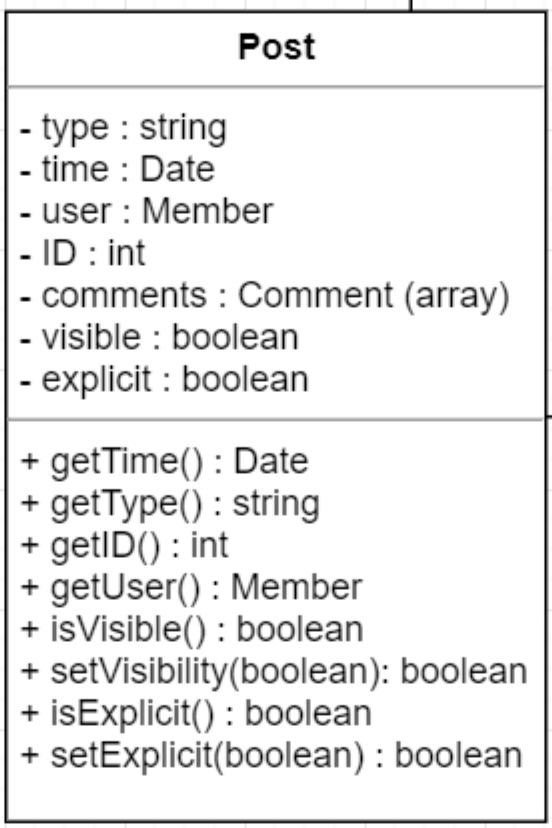 Post
- type : string
- time : Date
- user : Member
- ID : int
- comments : Comment (array)
- visible : boolean
- explicit : boolean
+ getTime() : Date
+ getType() : string
+ getID() : int
+ getUser() : Member
+ isVisible() : boolean
+ setVisibility(boolean): boolean
+ isExplicit() : boolean
+ setExplicit(boolean) : boolean